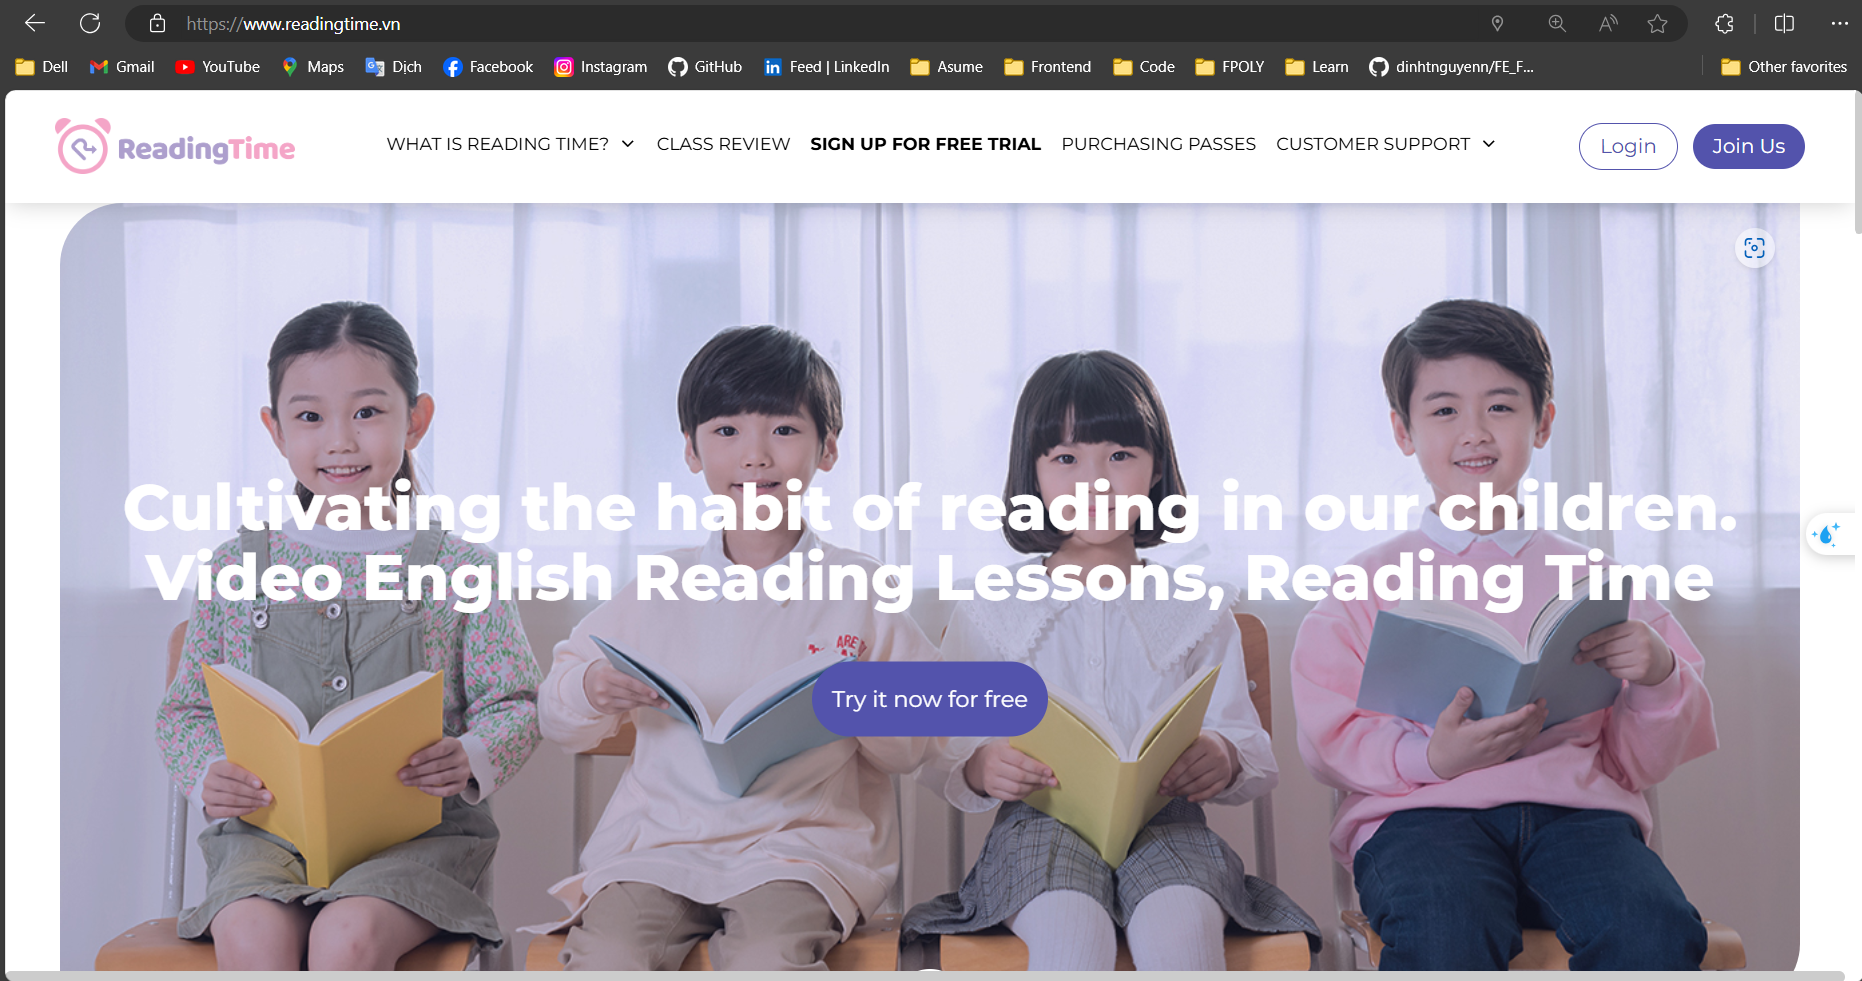 https://www.readingtime.vn
Dell Gmail YouTube Maps Dịch Facebook Instagram GitHub Feed | LinkedIn Asume Frontend Code FPOLY Learn dinhtnguyenn/FE_F... Other favorites
ReadingTime WHAT IS READING TIME? CLASS REVIEW SIGN UP FOR FREE TRIAL PURCHASING PASSES CUSTOMER SUPPORT Login Join Us
Cultivating the habit of reading in our children.
Video English Reading Lessons, Reading Time
ARE
Try it now for free